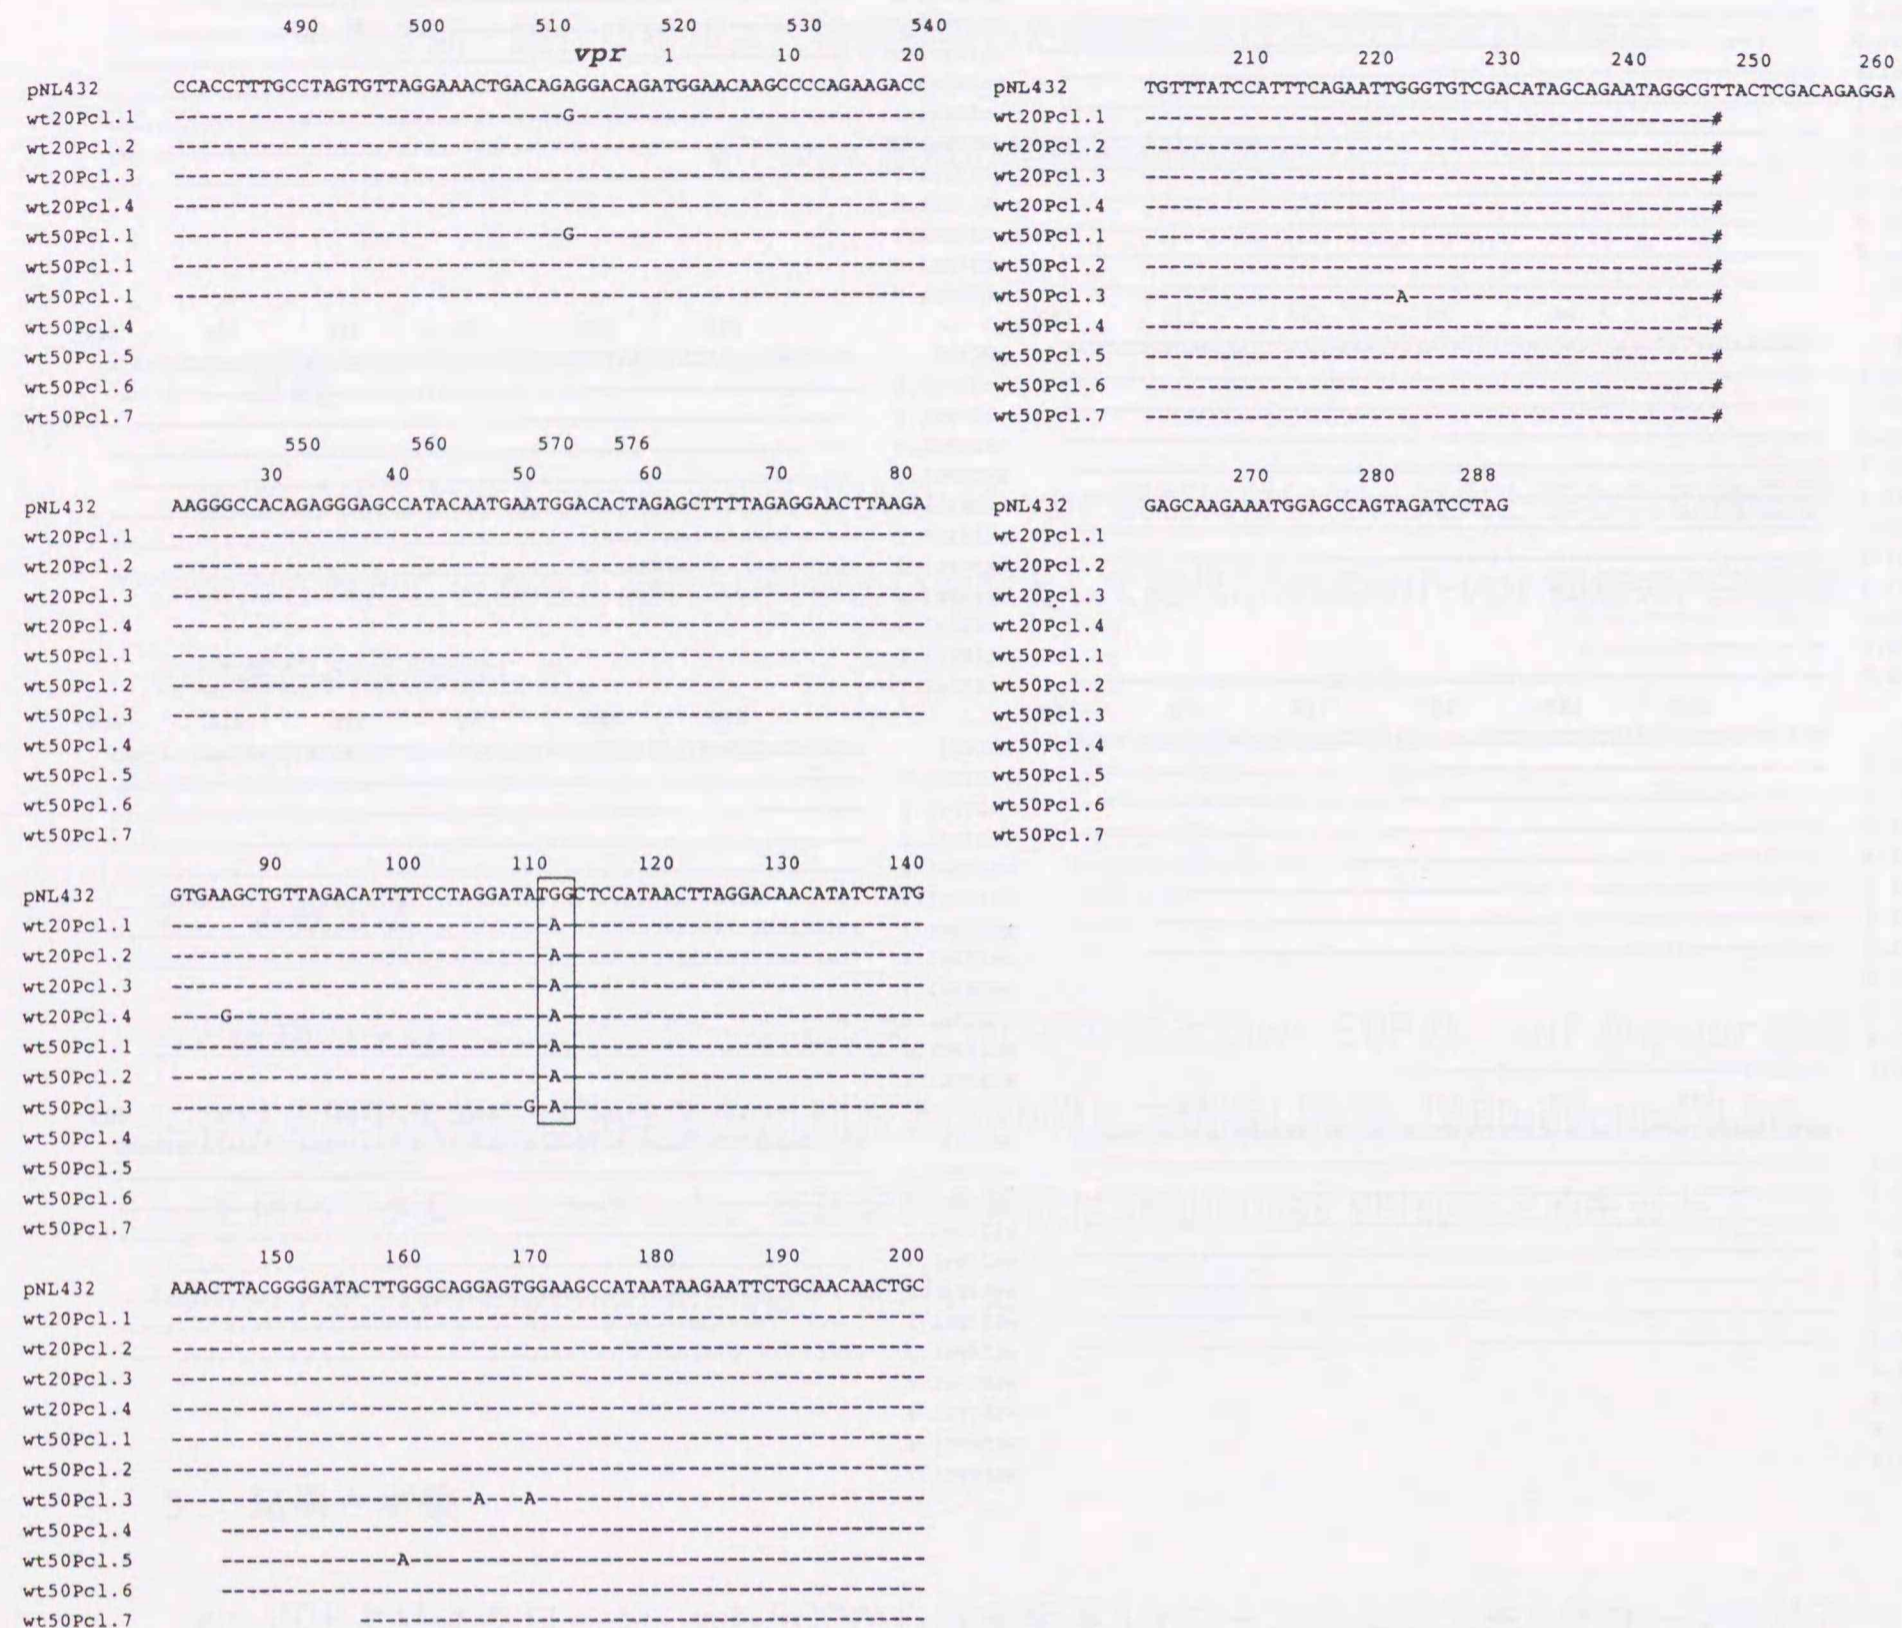 490 500 510 520 530 540
vpr 1 10 20
pNL432 CCACCTTTGCCTAGTGTTAGGAAACTGACAGAGGACAGATGGAACAAGCCCCAGAAGACC
wt20Pcl.1 -------------------------------G----------------------------
wt20Pcl.2 ------------------------------------------------------------
wt20Pcl.3 ------------------------------------------------------------
wt20Pcl.4 ------------------------------------------------------------
wt50Pcl.1 -------------------------------G----------------------------
wt50Pcl.1 ------------------------------------------------------------
wt50Pcl.1 ------------------------------------------------------------
wt50Pcl.4
wt50Pcl.5
wt50Pcl.6
wt50Pcl.7
550 560 570 576
30 40 50 60 70 80
pNL432 AAGGGCCACAGAGGGAGCCATACAATGAATGGACACTAGAGCTTTTAGAGGAACTTAAGA
wt20Pcl.1 ------------------------------------------------------------
wt20Pcl.2 ------------------------------------------------------------
wt20Pcl.3 ------------------------------------------------------------
wt20Pcl.4 ------------------------------------------------------------
wt50Pcl.1 ------------------------------------------------------------
wt50Pcl.2 ------------------------------------------------------------
wt50Pcl.3 ------------------------------------------------------------
wt50Pcl.4
wt50Pcl.5
wt50Pcl.6
wt50Pcl.7
90 100 110 120 130 140
pNL432 GTGAAGCTGTTAGACATTTTCCTAGGATATGGCTCCATAACTTAGGACAACATATCTATG
wt20Pcl.1 ------------------------------A-----------------------------
wt20Pcl.2 ------------------------------A-----------------------------
wt20Pcl.3 ------------------------------A-----------------------------
wt20Pcl.4 ----G-------------------------A-----------------------------
wt50Pcl.1 ------------------------------A-----------------------------
wt50Pcl.2 ------------------------------A-----------------------------
wt50Pcl.3 ----------------------------G-A-----------------------------
wt50Pcl.4
wt50Pcl.5
wt50Pcl.6
wt50Pcl.7
150 160 170 180 190 200
pNL432 AAACTTACGGGGATACTTGGGCAGGAGTGGAAGCCATAATAAGAATTCTGCAACAACTGC
wt20Pcl.1 ------------------------------------------------------------
wt20Pcl.2 ------------------------------------------------------------
wt20Pcl.3 ------------------------------------------------------------
wt20Pcl.4 ------------------------------------------------------------
wt50Pcl.1 ------------------------------------------------------------
wt50Pcl.2 ------------------------------------------------------------
wt50Pcl.3 ------------------------A---A-------------------------------
wt50Pcl.4 --------------------------------------------------------
wt50Pcl.5 --------------A-----------------------------------------
wt50Pcl.6 --------------------------------------------------------
wt50Pcl.7 ---------------------------------------------
210 220 230 240 250 260
pNL432 TGTTTATCCATTTCAGAATTGGGTGTCGACATAGCAGAATAGGCGTTACTCGACAGAGGA
wt20Pcl.1 ---------------------------------------------#
wt20Pcl.2 ---------------------------------------------#
wt20Pcl.3 ---------------------------------------------#
wt20Pcl.4 ---------------------------------------------#
wt50Pcl.1 ---------------------------------------------#
wt50Pcl.2 ---------------------------------------------#
wt50Pcl.3 --------------------A------------------------#
wt50Pcl.4 ---------------------------------------------#
wt50Pcl.5 ---------------------------------------------#
wt50Pcl.6 ---------------------------------------------#
wt50Pcl.7 ---------------------------------------------#
270 280 288
pNL432 GAGCAAGAAATGGAGCCAGTAGATCCTAG
wt20Pcl.1
wt20Pcl.2
wt20Pcl.3
wt20Pcl.4
wt50Pcl.1
wt50Pcl.2
wt50Pcl.3
wt50Pcl.4
wt50Pcl.5
wt50Pcl.6
wt50Pcl.7